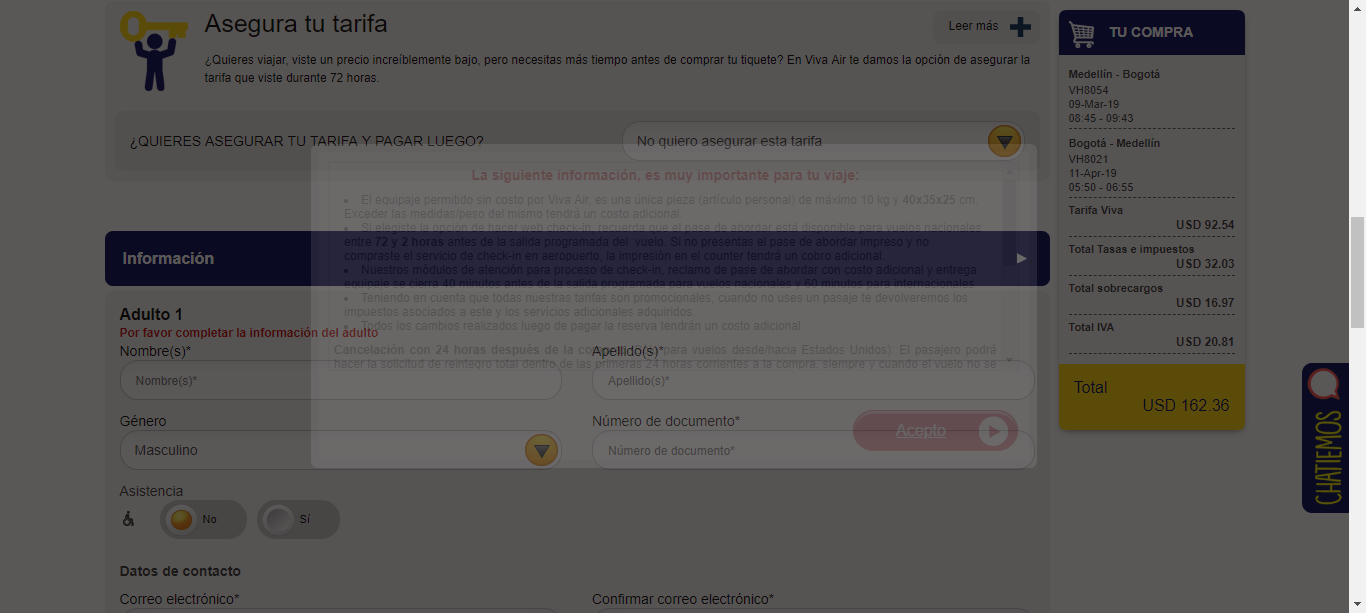 Asegura tu tarifa
Leer más
¿Quieres viajar, viste un precio increíblemente bajo, pero necesitas más tiempo antes de comprar tu tiquete? En Viva Air te damos la opción de asegurar la
tarifa que viste durante 72 horas.
¿QUIERES ASEGURAR TU TARIFA Y PAGAR LUEGO?
No quiero asegurar esta tarifa
La siguiente información, es muy importante para tu viaje:
El equipaje permitido sin costo por Viva Air, es una única pieza (artículo personal) de máximo 10 kg y 40x35x25 cm.
Exceder las medidas/peso del mismo tendrá un costo adicional.
Si elegiste la opción de hacer web check-in, recuerda que el pase de abordar está disponible para vuelos nacionales
entre 72 y 2 horas antes de la salida programada del vuelo. Si no presentas el pase de abordar impreso y no
compraste el servicio de check-in en aeropuerto, la impresión en el counter tendrá un cobro adicional.
Nuestros módulos de atención para proceso de check-in, reclamo de pase de abordar con costo adicional y entrega
equipaje se cierra 40 minutos antes de la salida programada para vuelos nacionales y 60 minutos para internacionales
Teniendo en cuenta que todas nuestras tarifas son promocionales, cuando no uses un pasaje te devolveremos los
impuestos asociados a este y los servicios adicionales adquiridos.
Todos los cambios realizados luego de pagar la reserva tendrán un costo adicional
Cancelación con 24 horas después de la para vuelos desde/hacia Estados Unidos). El pasajero podrá
hacer la solicitud de reintegro total dentro de las primeras 24 horas corrientes a la compra, siempre y cuando el vuelo no se
Acepto
Información
Adulto 1
Por favor completar la información del adulto
Nombre(s)*
Apellido(s)*
Nombre(s)*
Apellido(s)*
Género
Número de documento*
Masculino
Número de documento*
Asistencia
No
Sí
Datos de contacto
Correo electrónico*
Confirmar correo electrónico*
TU COMPRA
Medellín - Bogotá
VH8054
09-Mar-19
08:45 - 09:43
Bogotá - Medellín
VH8021
11-Apr-19
05:50 - 06:55
Tarifa Viva
USD 92.54
Total Tasas e impuestos
USD 32.03
Total sobrecargos
USD 16.97
Total IVA
USD 20.81
Total
USD 162.36
CHATIEMOS